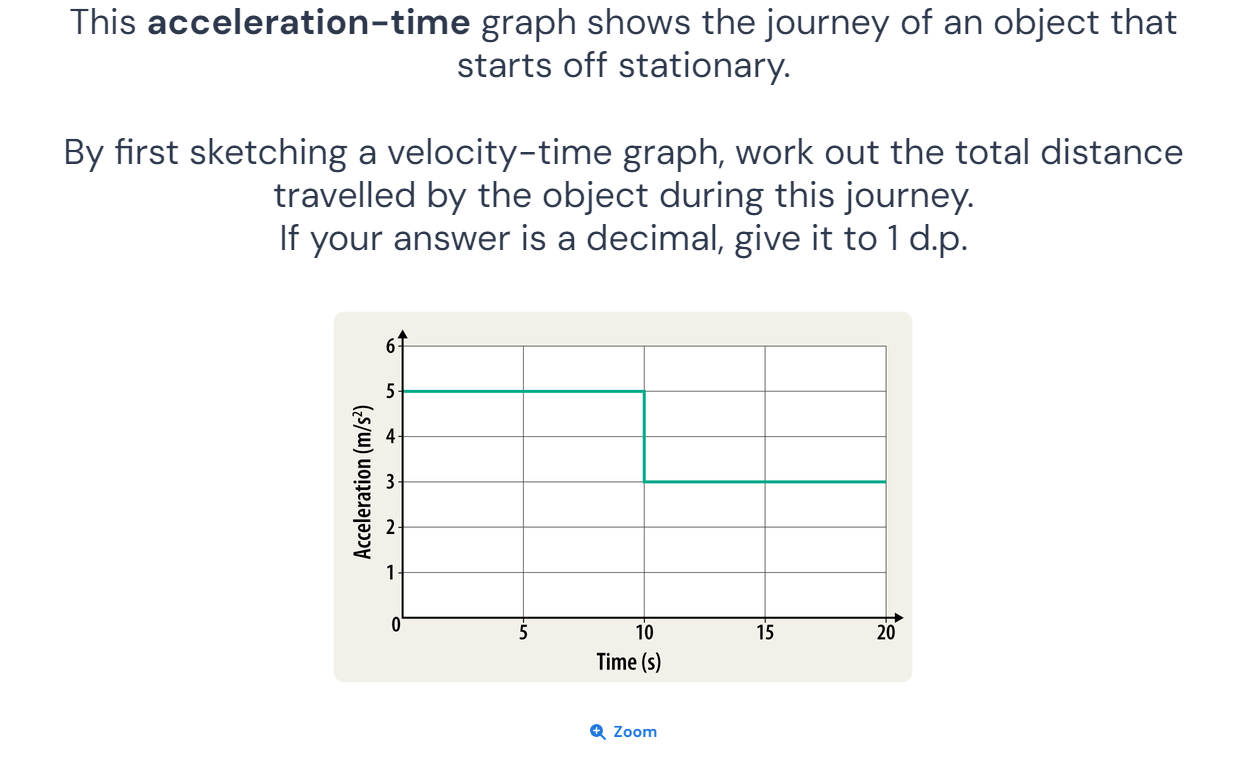 This acceleration-time graph shows the journey of an object that
starts off stationary.
By first sketching a velocity-time graph, work out the total distance
travelled by the object during this journey.
If your answer is a decimal, give it to 1 d.p.
6
5
4
3
2
1
0
Acceleration (m/s²)
5
10
15
20
Time (s)
Zoom